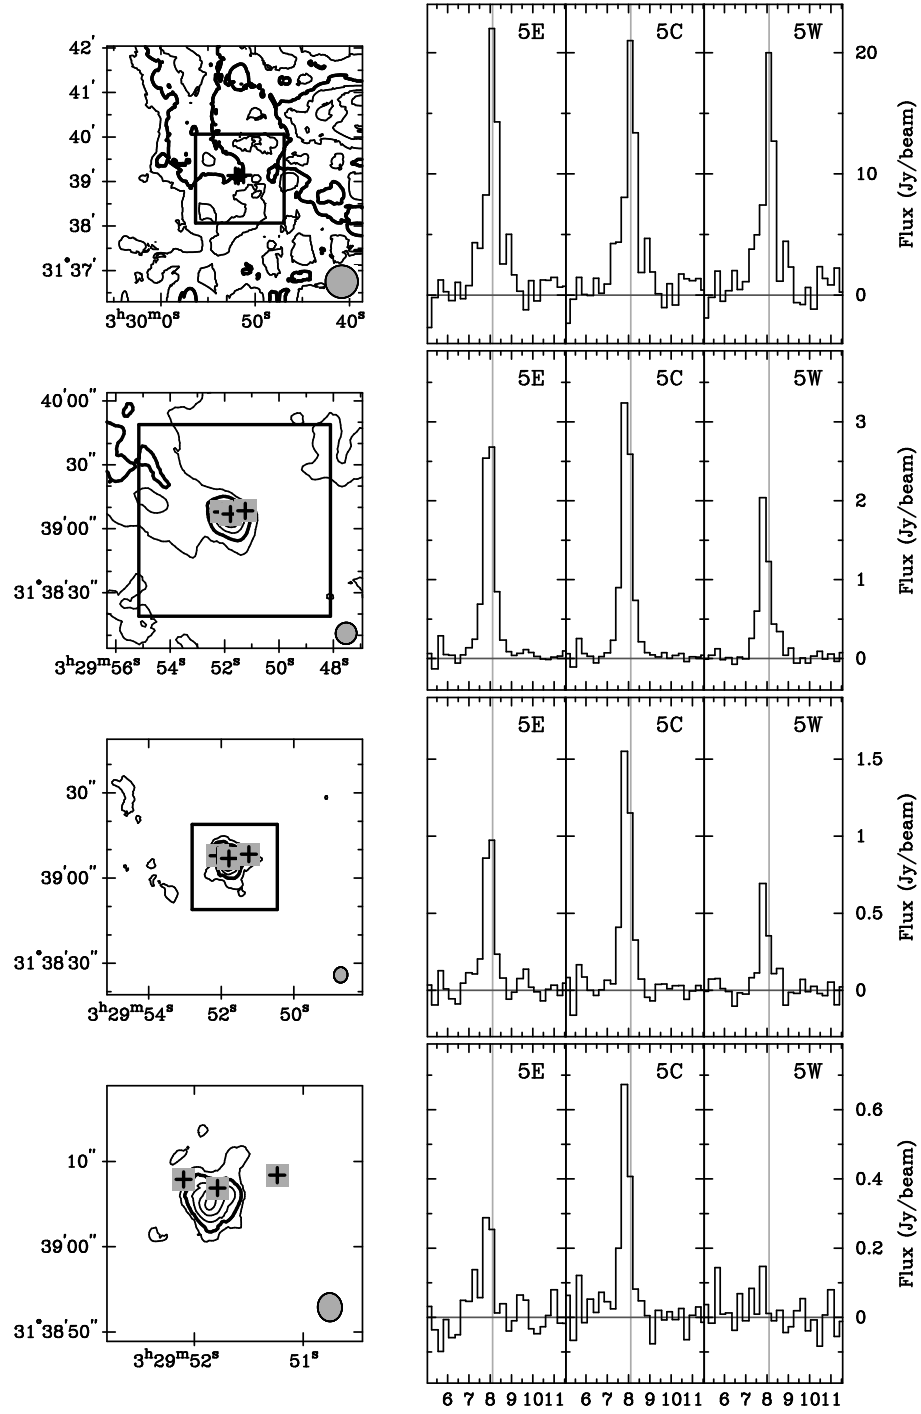 5E 5C 5W
42' 41' 40' 39' 38' 31°37'
3ʰ30ᵐ0ˢ 50ˢ 40ˢ
20 10 0
Flux (Jy/beam)
5E 5C 5W
40'00" 30" 39'00" 31°38'30"
3ʰ29ᵐ56ˢ 54ˢ 52ˢ 50ˢ 48ˢ
3 2 1 0
Flux (Jy/beam)
5E 5C 5W
30" 39'00" 31°38'30"
3ʰ29ᵐ54ˢ 52ˢ 50ˢ
1.5 1 0.5 0
Flux (Jy/beam)
5E 5C 5W
10" 39'00" 31°38'50"
3ʰ29ᵐ52ˢ 51ˢ
0.6 0.4 0.2 0
Flux (Jy/beam)
6 7 8 9 10 11 6 7 8 9 10 11 6 7 8 9 10 11